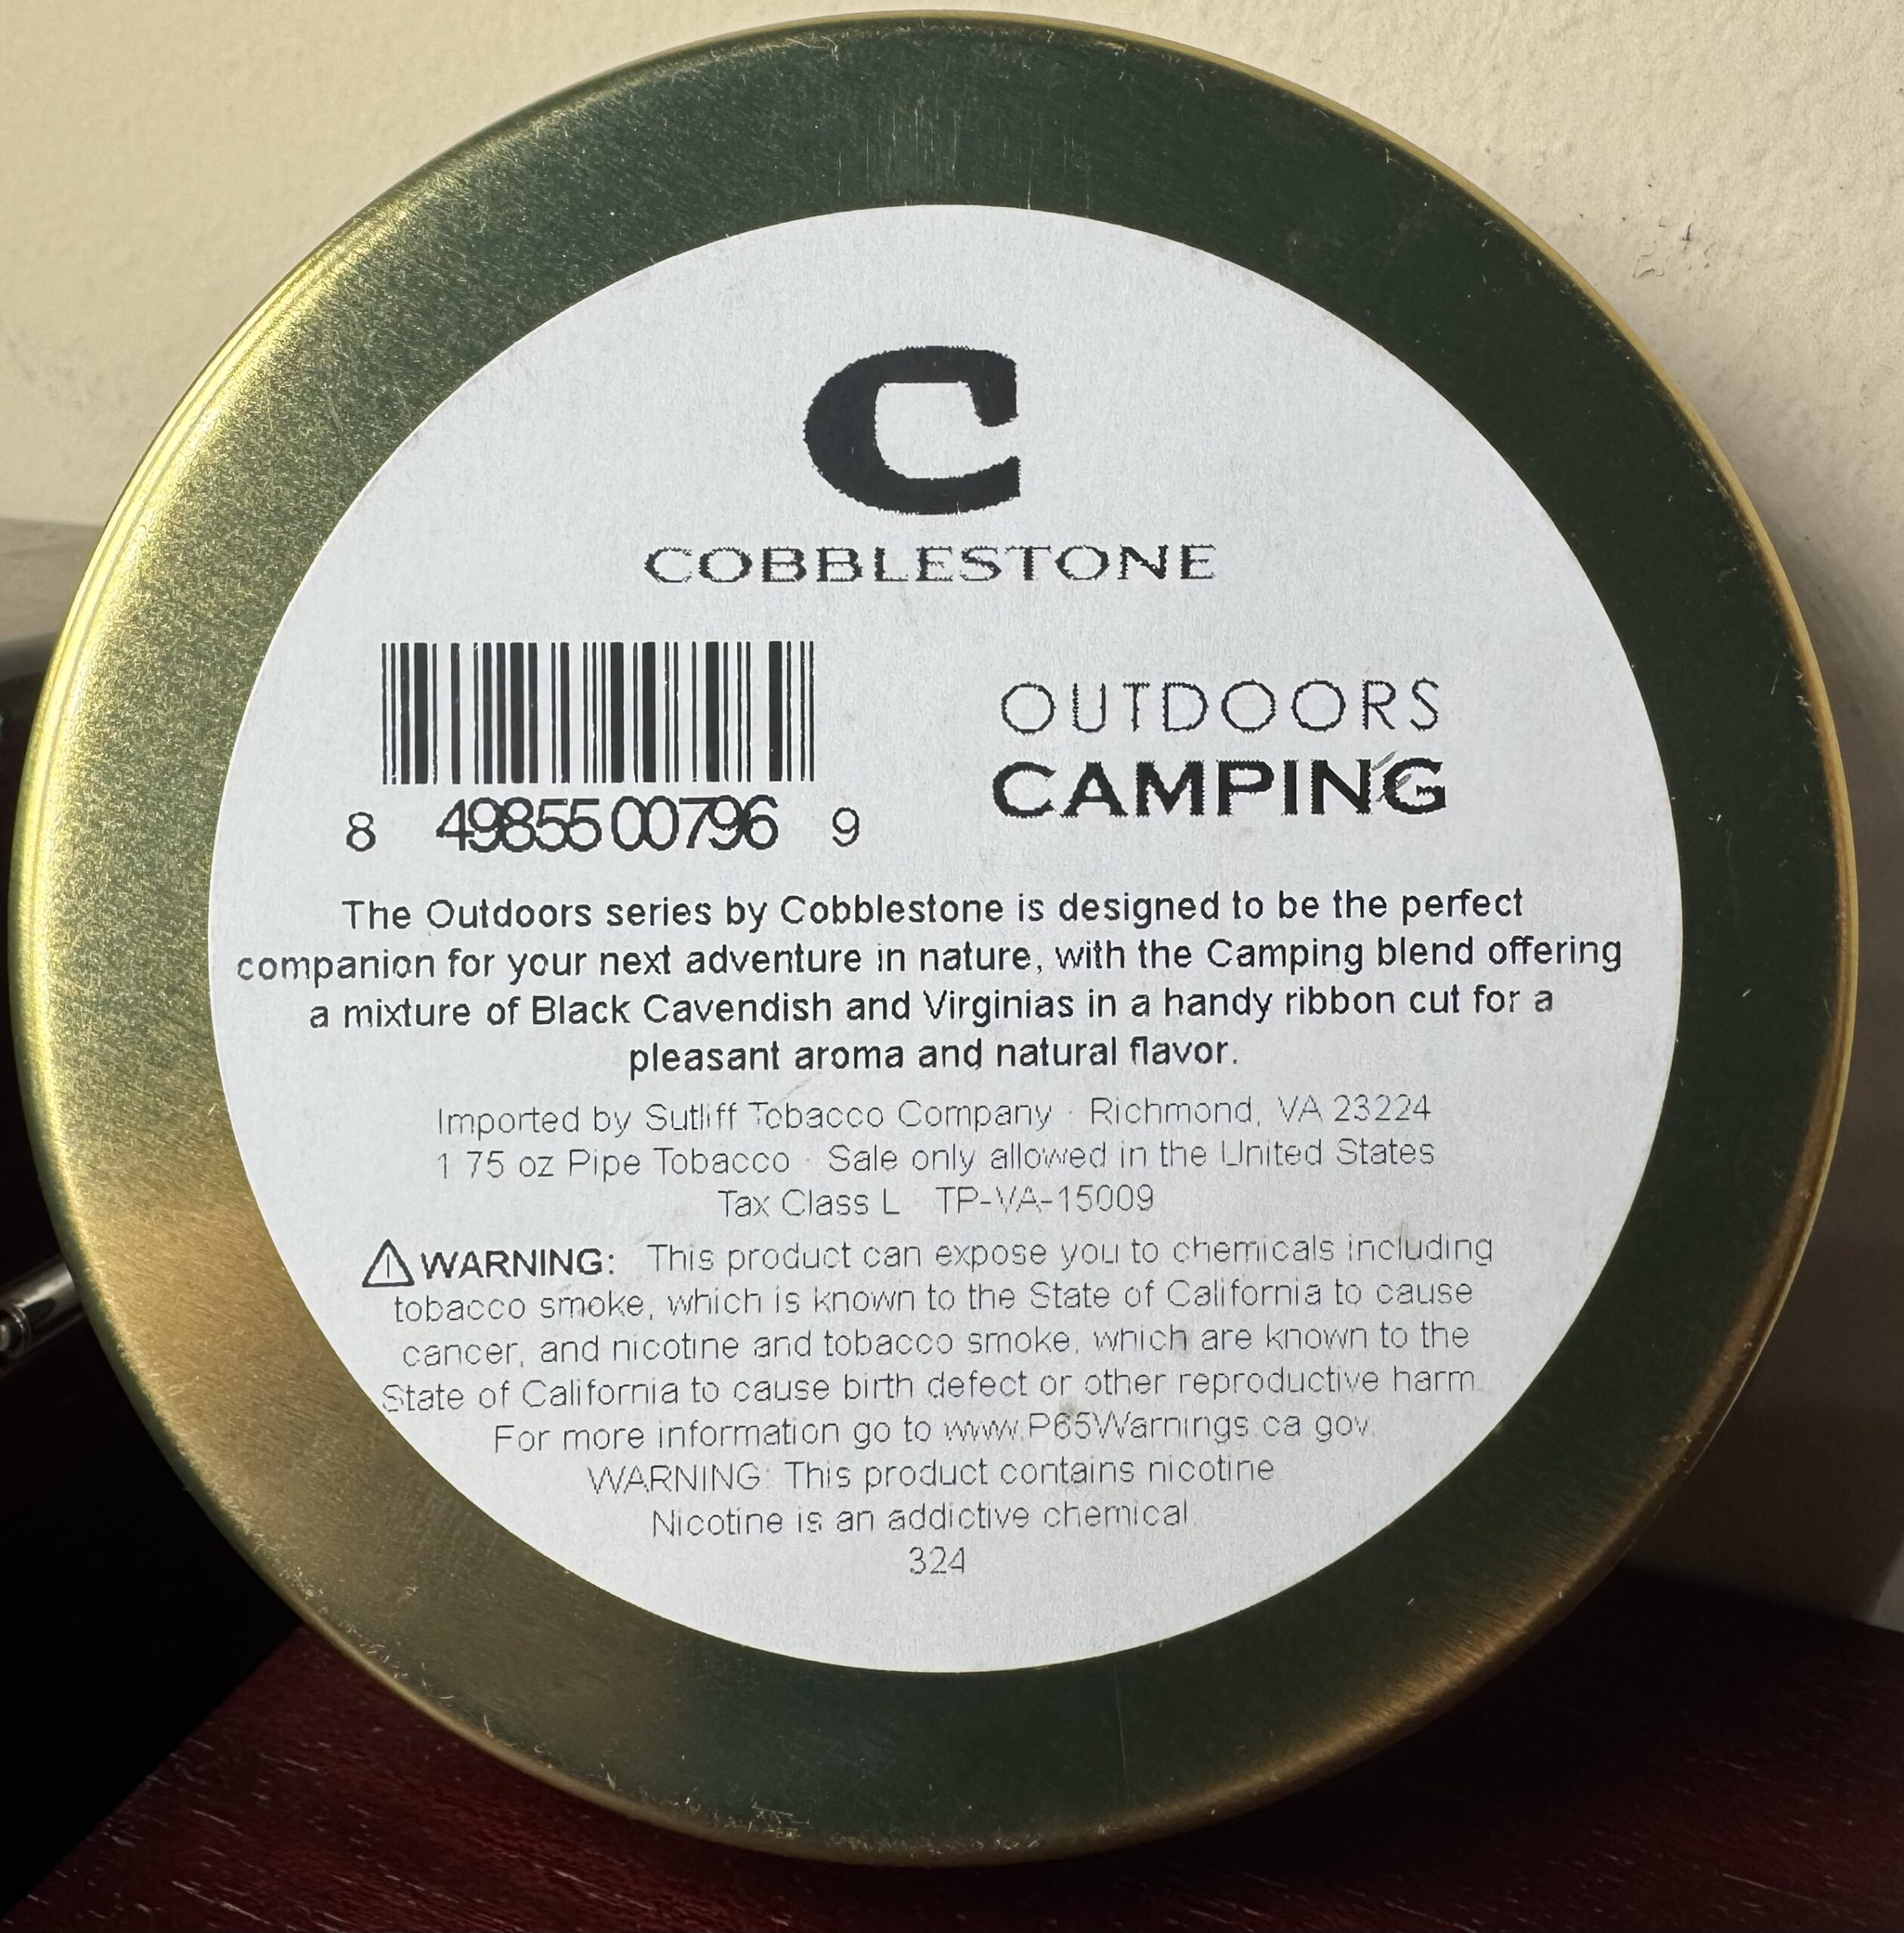 C
COBBLESTONE
8 49855 00796 9
OUTDOORS
CAMPING
The Outdoors series by Cobblestone is designed to be the perfect
companion for your next adventure in nature, with the Camping blend offering
a mixture of Black Cavendish and Virginias in a handy ribbon cut for a
pleasant aroma and natural flavor.
Imported by Sutliff Tobacco Company · Richmond, VA 23224
1 75 oz Pipe Tobacco · Sale only allowed in the United States
Tax Class L TP-VA-15009
⚠WARNING: This product can expose you to chemicals including
tobacco smoke, which is known to the State of California to cause
cancer, and nicotine and tobacco smoke, which are known to the
State of California to cause birth defect or other reproductive harm.
For more information go to www.P65Warnings.ca.gov.
WARNING: This product contains nicotine
Nicotine is an addictive chemical.
324